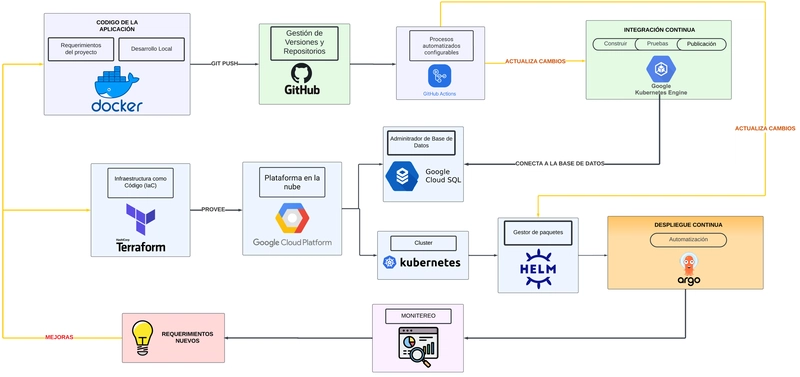 CODIGO DE LA
APLICACIÓN
Requerimientos
del proyecto
Desarrollo Local
docker
GIT PUSH
Gestión de
Versiones y
Repositorios
GitHub
Procesos
automatizados
configurables
GitHub Actions
ACTUALIZA CAMBIOS
INTEGRACIÓN CONTINUA
Construir
Pruebas
Publicación
Google
Kubernetes Engine
ACTUALIZA CAMBIOS
Infraestructura como
Código (IaC)
HashiCorp
Terraform
PROVEE
Plataforma en la
nube
Google Cloud Platform
Adminitrador de Base de
Datos
Google
Cloud SQL
CONECTA A LA BASE DE DATOS
Cluster
kubernetes
Gestor de paquetes
HELM
DESPLIEGUE CONTINUA
Automatización
argo
MONITEREO
REQUERIMIENTOS
NUEVOS
MEJORAS